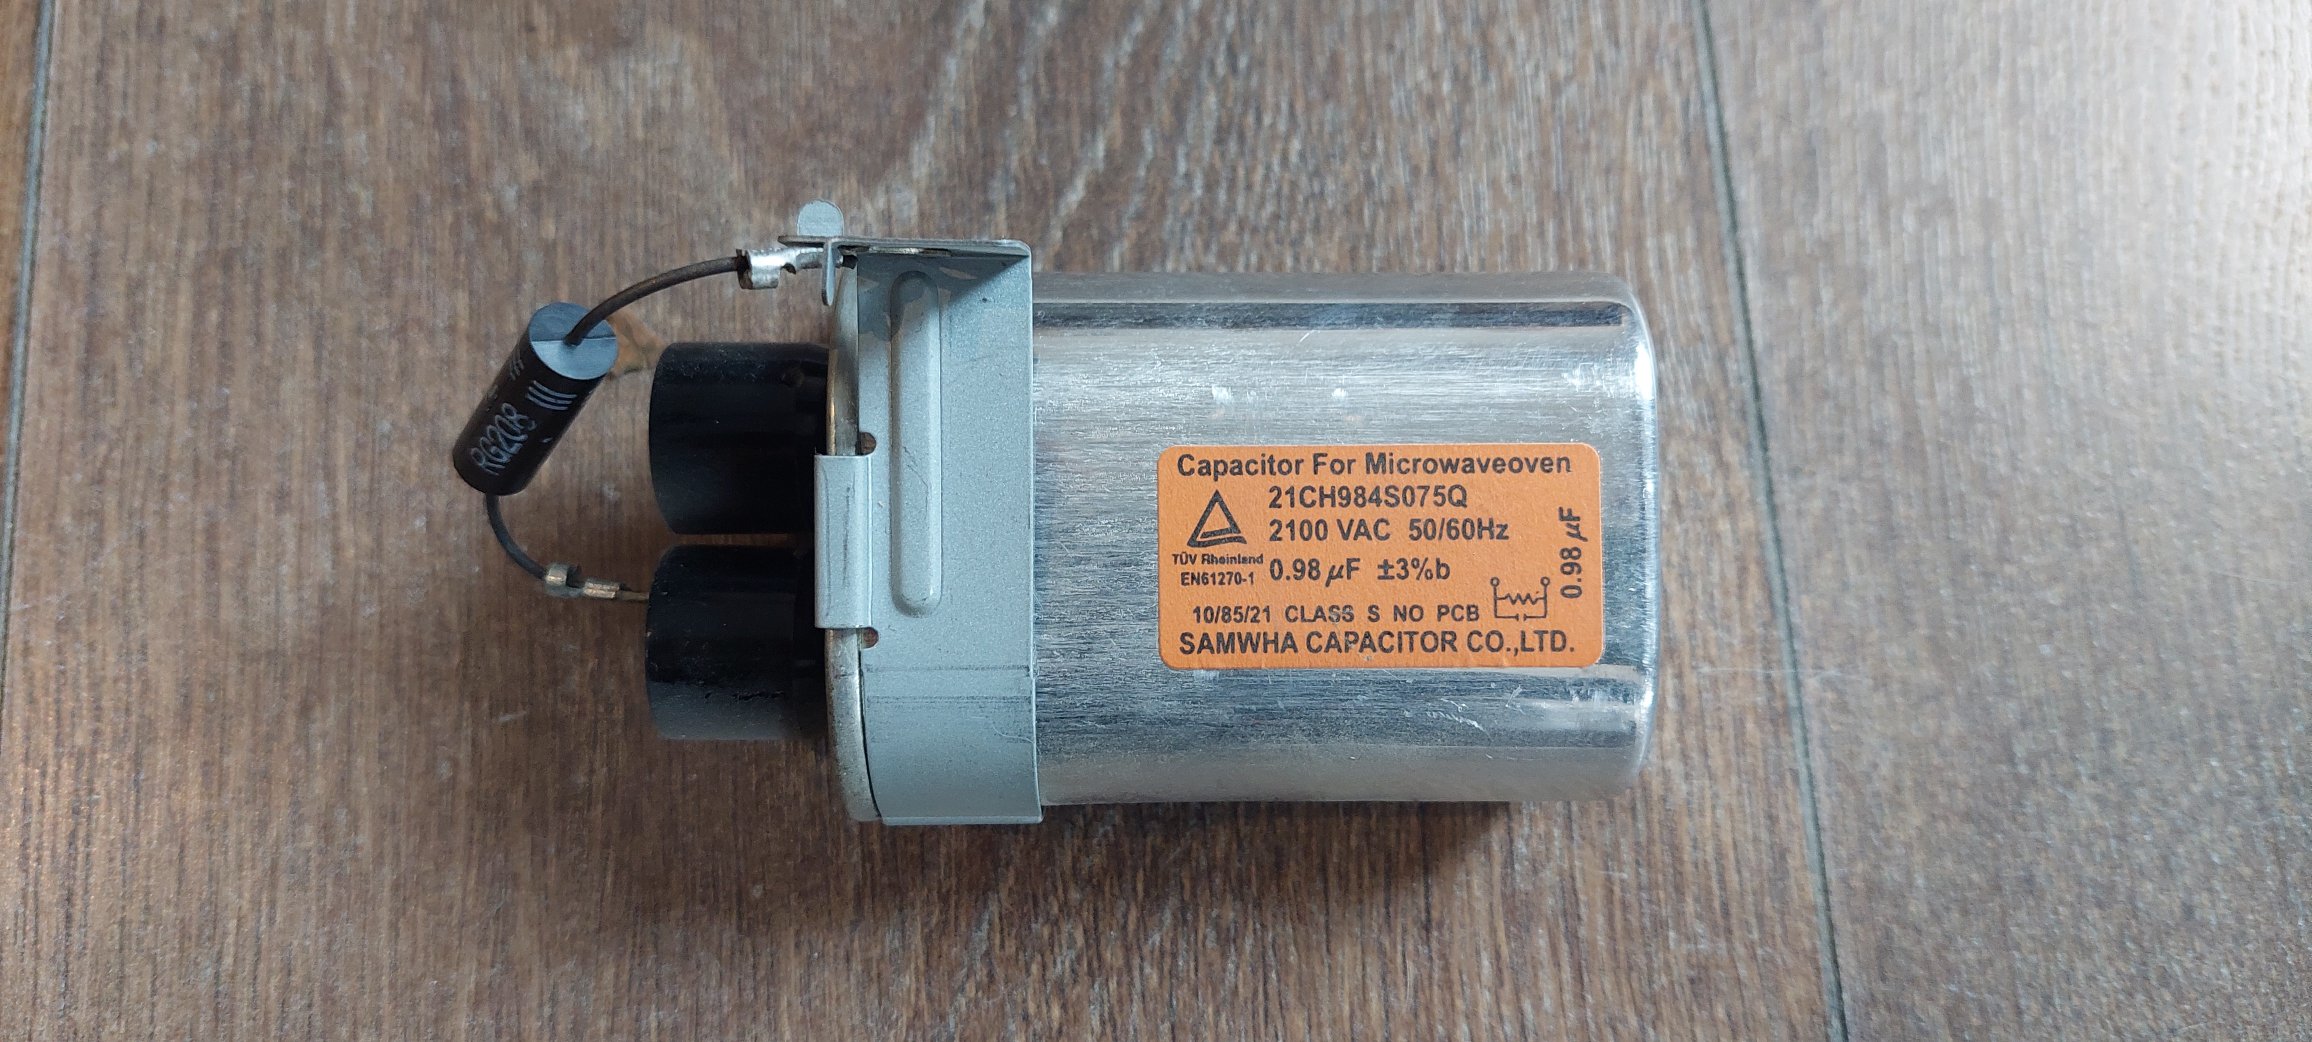 Capacitor For Microwaveoven
21CH984S075Q
2100 VAC 50/60Hz
TÜV Rheinland
EN61270-1
0.98 µF ±3%b
10/85/21 CLASS S NO PCB
SAMWHA CAPACITOR CO.,LTD.
0.98 µF
RG208